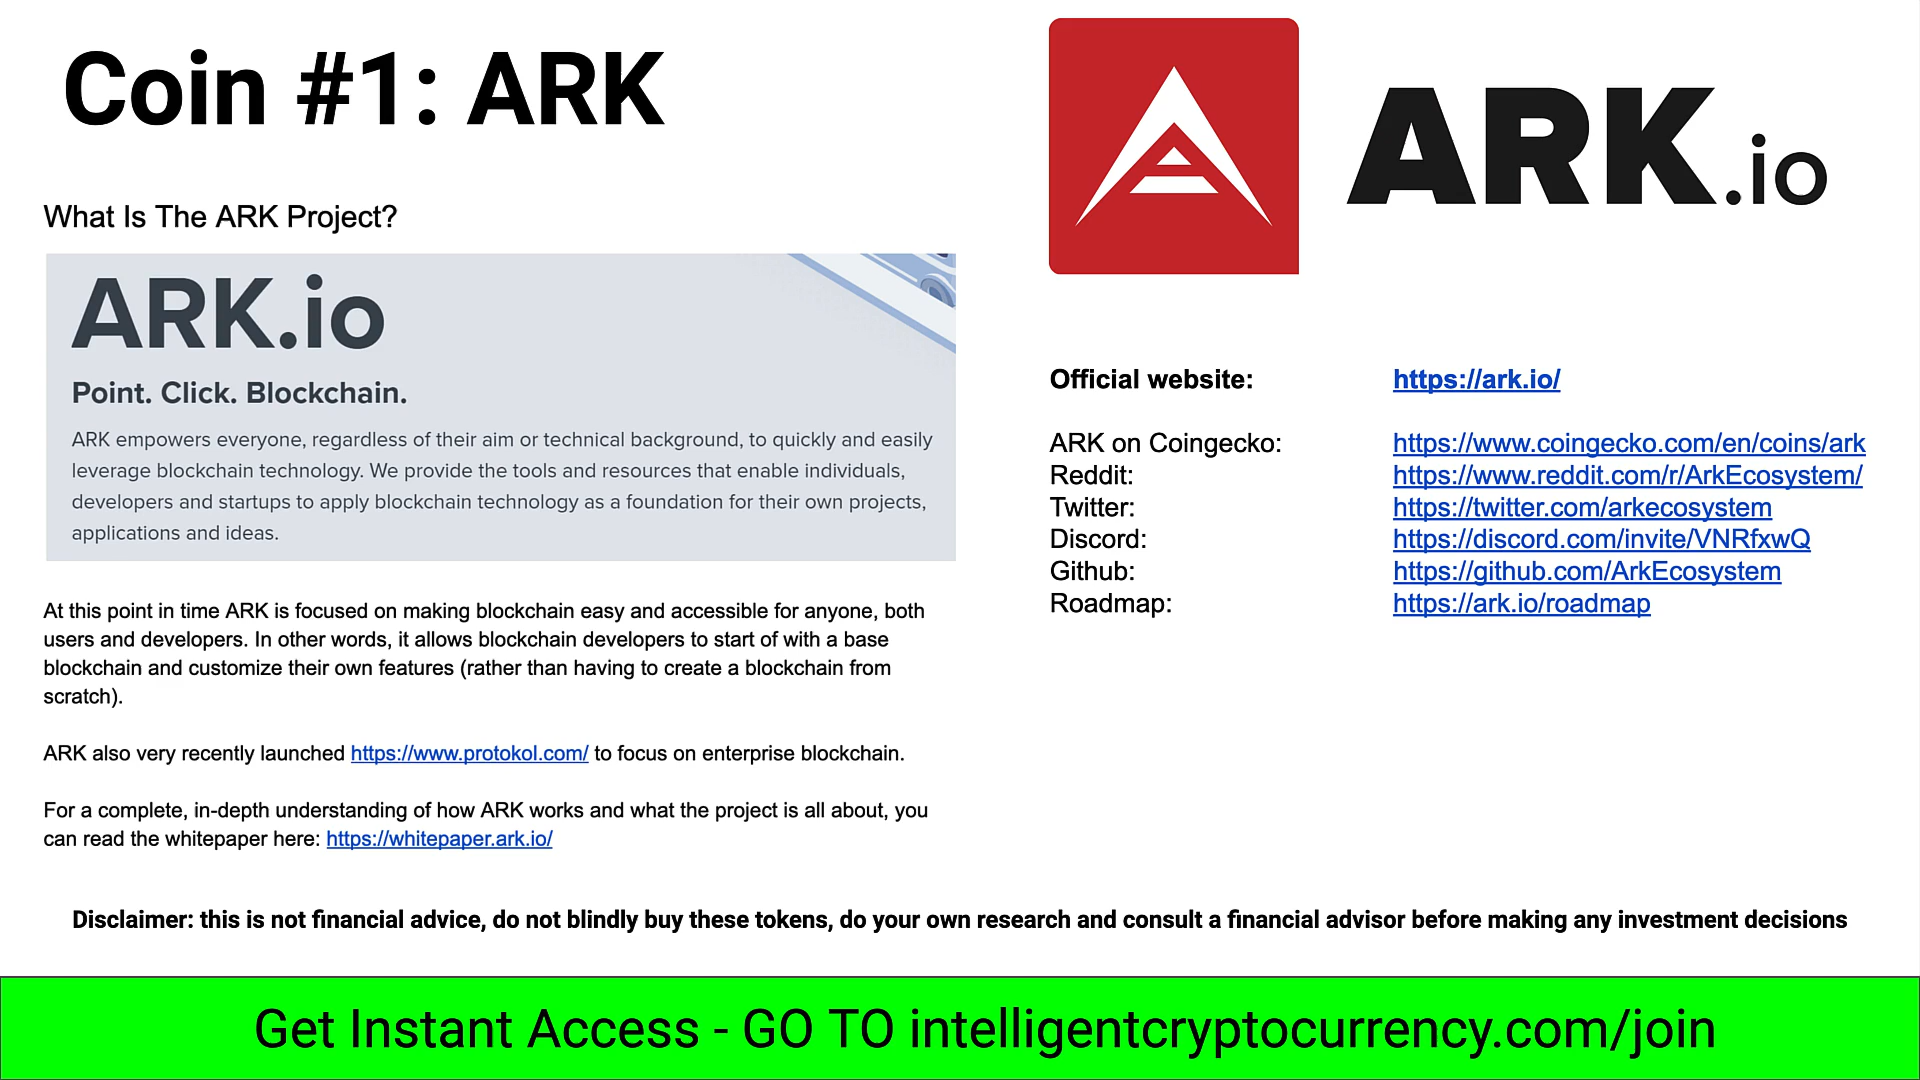 Coin #1: ARK
ARK.io
What Is The ARK Project?
ARK.io
Point. Click. Blockchain.
ARK empowers everyone, regardless of their aim or technical background, to quickly and easily
leverage blockchain technology. We provide the tools and resources that enable individuals,
developers and startups to apply blockchain technology as a foundation for their own projects,
applications and ideas.
At this point in time ARK is focused on making blockchain easy and accessible for anyone, both
users and developers. In other words, it allows blockchain developers to start of with a base
blockchain and customize their own features (rather than having to create a blockchain from
scratch).
ARK also very recently launched https://www.protokol.com/ to focus on enterprise blockchain.
For a complete, in-depth understanding of how ARK works and what the project is all about, you
can read the whitepaper here: https://whitepaper.ark.io/
Official website: https://ark.io/
ARK on Coingecko: https://www.coingecko.com/en/coins/ark
Reddit: https://www.reddit.com/r/ArkEcosystem/
Twitter: https://twitter.com/arkecosystem
Discord: https://discord.com/invite/VNRfxwQ
Github: https://github.com/ArkEcosystem
Roadmap: https://ark.io/roadmap
Disclaimer: this is not financial advice, do not blindly buy these tokens, do your own research and consult a financial advisor before making any investment decisions
Get Instant Access - GO TO intelligentcryptocurrency.com/join